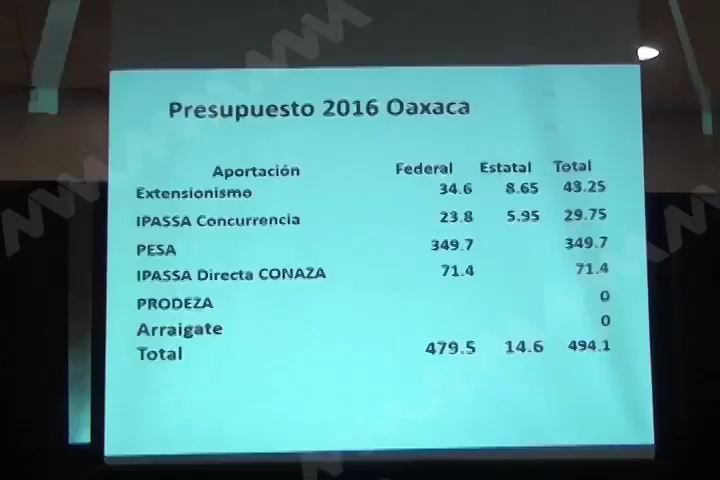 Presupuesto 2016 Oaxaca
Aportación Federal Estatal Total
Extensionismo 34.6 8.65 43.25
IPASSA Concurrencia 23.8 5.95 29.75
PESA 349.7 349.7
IPASSA Directa CONAZA 71.4 71.4
PRODEZA 0
Arraigate 0
Total 479.5 14.6 494.1